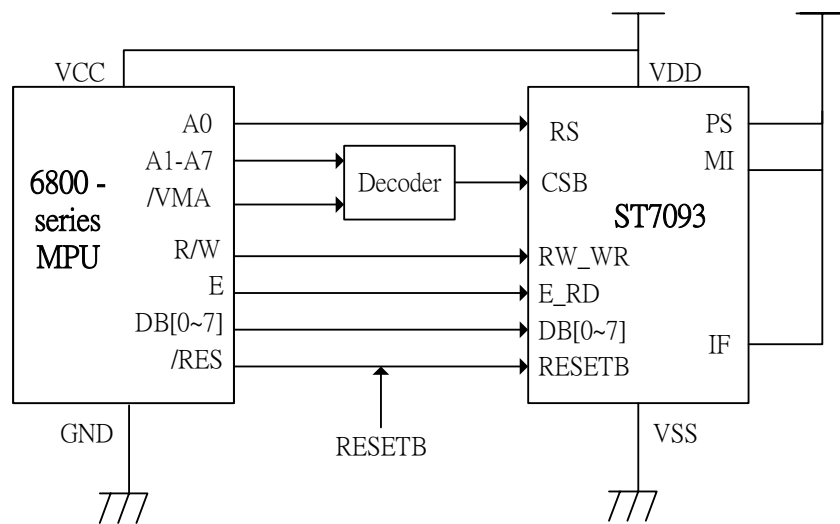 VCC
VDD
A0
RS
PS
A1-A7
MI
6800 -
series
MPU
/VMA
Decoder
CSB
ST7093
R/W
RW_WR
E
E_RD
DB[0~7]
DB[0~7]
/RES
RESETB
IF
GND
RESETB
VSS